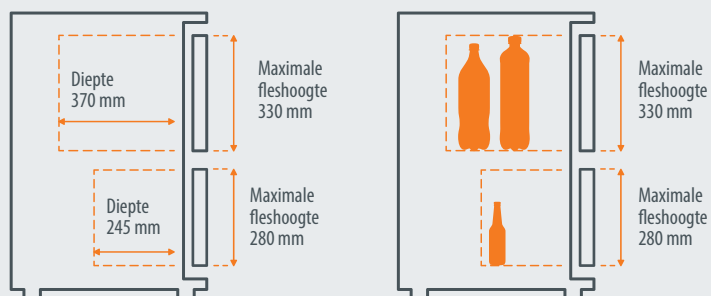 Diepte
370 mm
Maximale
fleshoogte
330 mm
Diepte
245 mm
Maximale
fleshoogte
280 mm
Maximale
fleshoogte
330 mm
Maximale
fleshoogte
280 mm